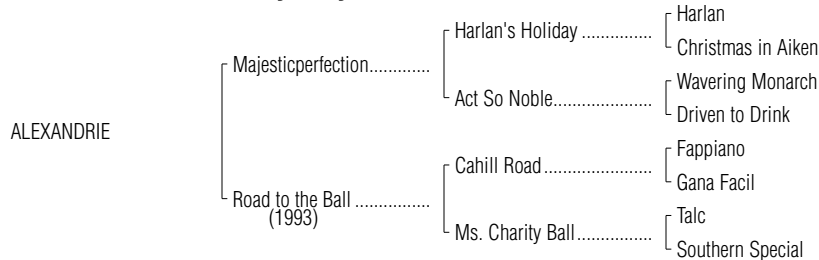 Harlan
Harlan's Holiday ...............
Christmas in Aiken
Majesticperfection.............
Wavering Monarch
Act So Noble.....................
Driven to Drink
ALEXANDRIE
Fappiano
Cahill Road .......................
Gana Facil
Road to the Ball ................
(1993)
Talc
Ms. Charity Ball................
Southern Special